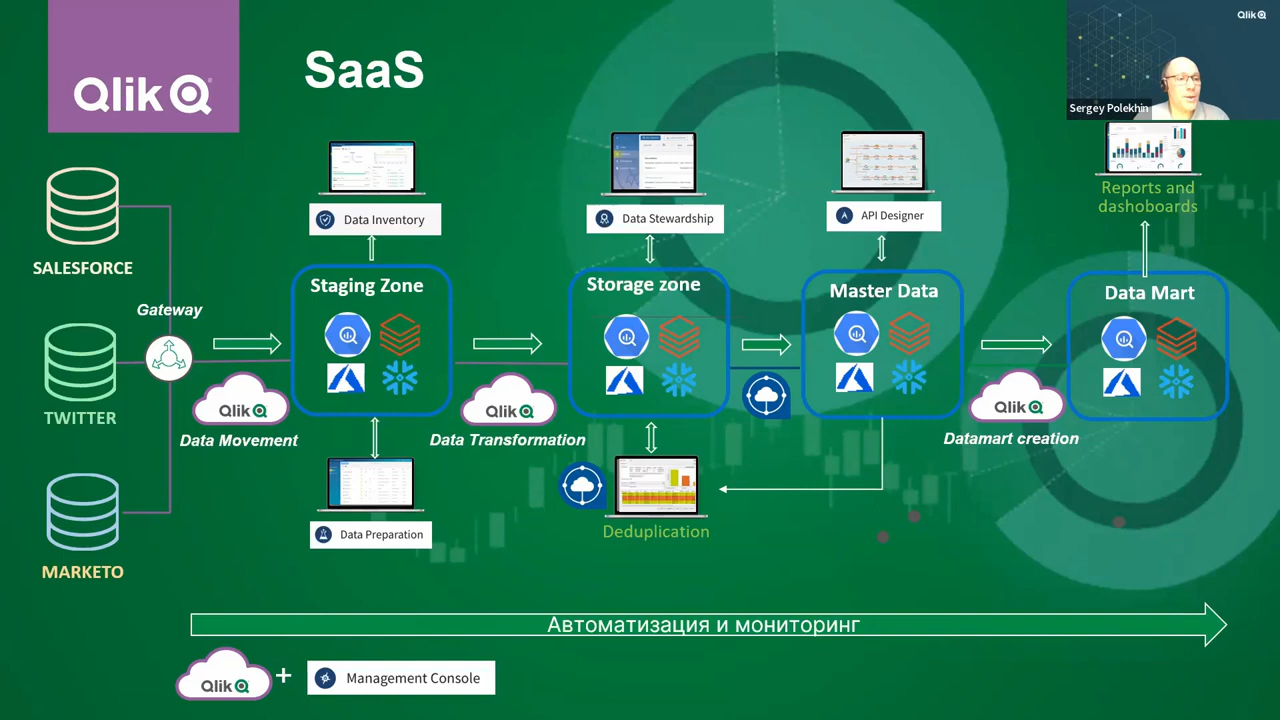 Qlik
SaaS
Qlik
Sergey Polekhin
Data Inventory
Data Stewardship
API Designer
Reports and
dashoboards
SALESFORCE
Gateway
Staging Zone
Storage zone
Master Data
Data Mart
TWITTER
Qlik
Data Movement
Qlik
Data Transformation
Qlik
Datamart creation
Data Preparation
Deduplication
MARKETO
Автоматизация и мониторинг
Qlik
+
Management Console